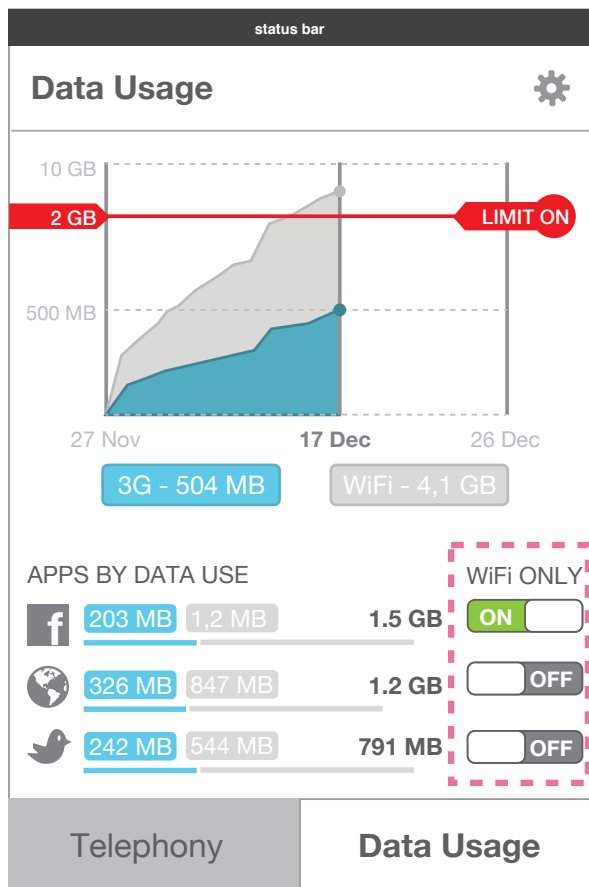 status bar
Data Usage
10 GB
2 GB
LIMIT ON
500 MB
27 Nov 17 Dec 26 Dec
3G - 504 MB WiFi - 4,1 GB
APPS BY DATA USE WiFi ONLY
f 203 MB 1,2 MB 1.5 GB ON
326 MB 847 MB 1.2 GB OFF
242 MB 544 MB 791 MB OFF
Telephony Data Usage